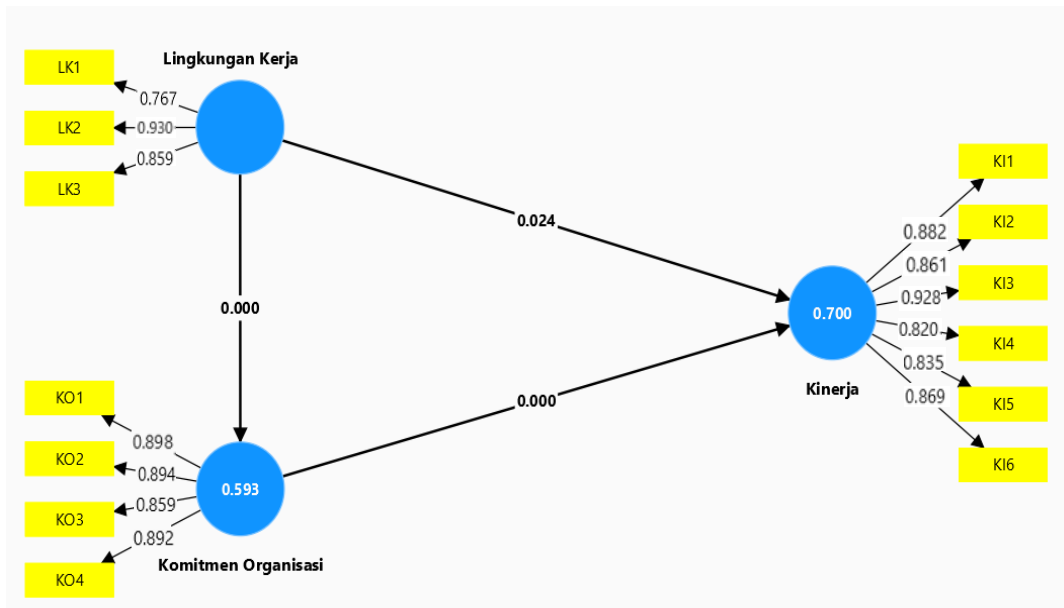 Lingkungan Kerja
LK1
0.767
LK2
0.930
LK3
0.859
0.024
0.000
KI1
0.882
KI2
0.861
KI3
0.928
0.700
KI4
0.820
0.835
Kinerja
KI5
0.869
KI6
0.000
KO1
0.898
KO2
0.894
0.593
KO3
0.859
0.892
KO4
Komitmen Organisasi